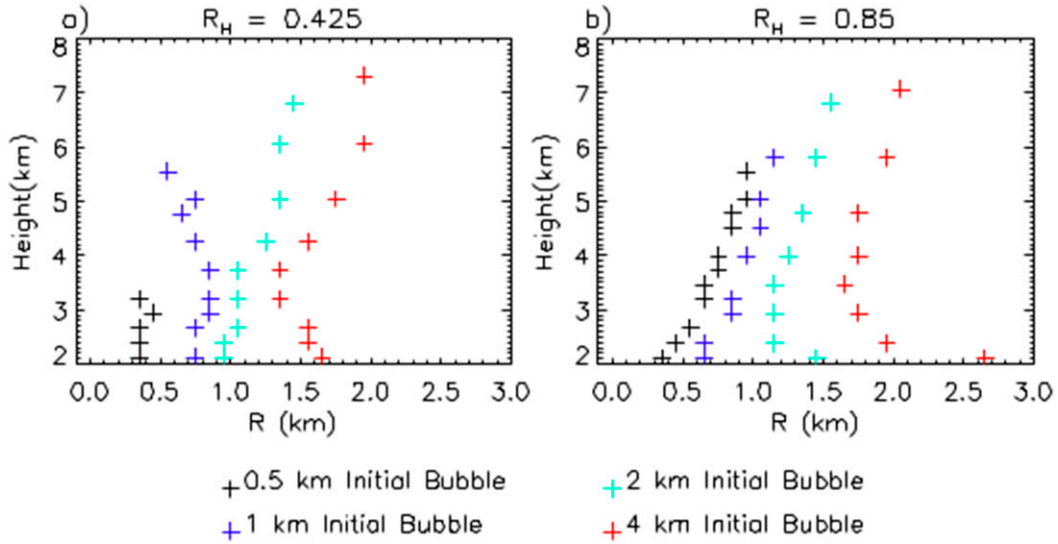 a) R_H = 0.425
b) R_H = 0.85
8
7
6
5
4
3
2
Height(km)
0.0 0.5 1.0 1.5 2.0 2.5 3.0
R (km)
8
7
6
5
4
3
2
Height(km)
0.0 0.5 1.0 1.5 2.0 2.5 3.0
R (km)
0.5 km Initial Bubble
2 km Initial Bubble
1 km Initial Bubble
4 km Initial Bubble